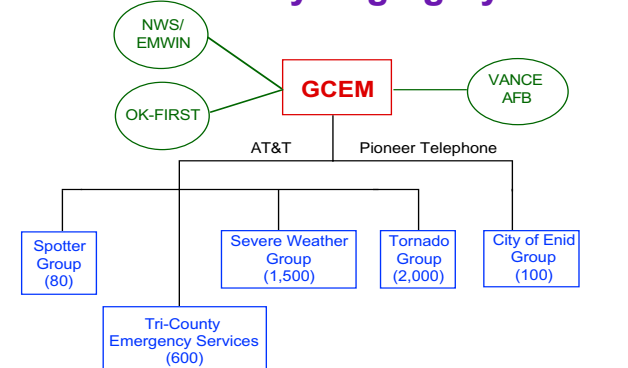 NWS/
EMWIN
GCEM
VANCE
AFB
OK-FIRST
AT&T
Pioneer Telephone
Spotter
Group
(80)
Severe Weather
Group
(1,500)
Tornado
Group
(2,000)
City of Enid
Group
(100)
Tri-County
Emergency Services
(600)